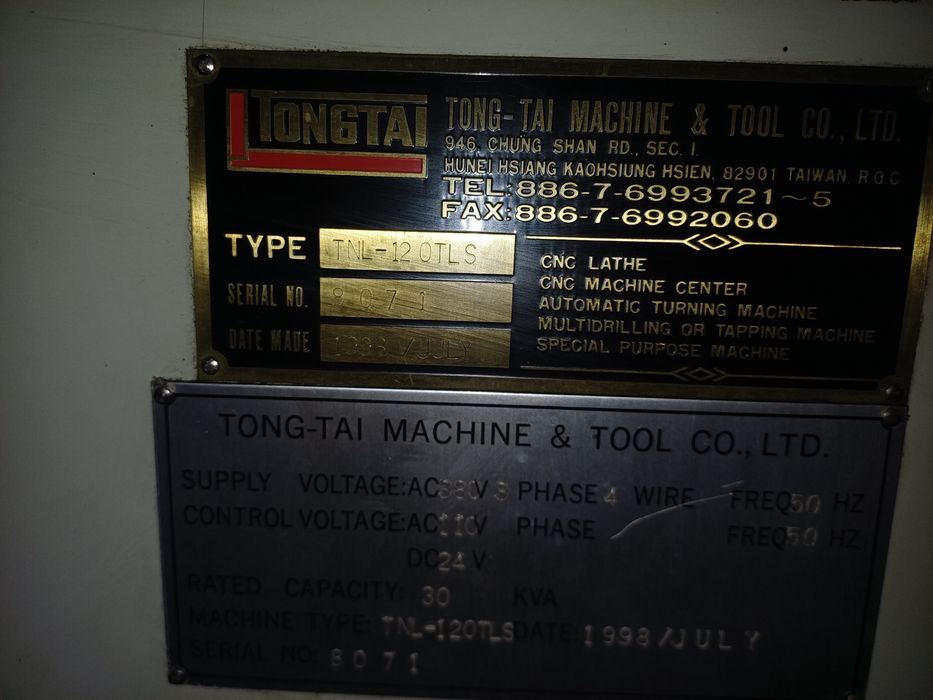 TONGTAI
TONG-TAI MACHINE & TOOL CO., LTD.
946, CHUNG SHAN RD., SEC. I.
HUNEI HSIANG KAOHSIUNG HSIEN, 82901 TAIWAN, R.O.C
TEL:886-7-6993721~5
FAX:886-7-6992060
TYPE TNL-120TLS
SERIAL NO. 8071
DATE MADE 1998/JULY
CNC LATHE
CNC MACHINE CENTER
AUTOMATIC TURNING MACHINE
MULTIDRILLING OR TAPPING MACHINE
SPECIAL PURPOSE MACHINE
TONG-TAI MACHINE & TOOL CO., LTD.
SUPPLY VOLTAGE:AC380V 3 PHASE 4 WIRE FREQ50 HZ
CONTROL VOLTAGE:AC110V PHASE FREQ50 HZ
DC24V
RATED CAPACITY: 30 KVA
MACHINE TYPE: TNL-120TLS DATE: 1998/JULY
SERIAL NO: 8071